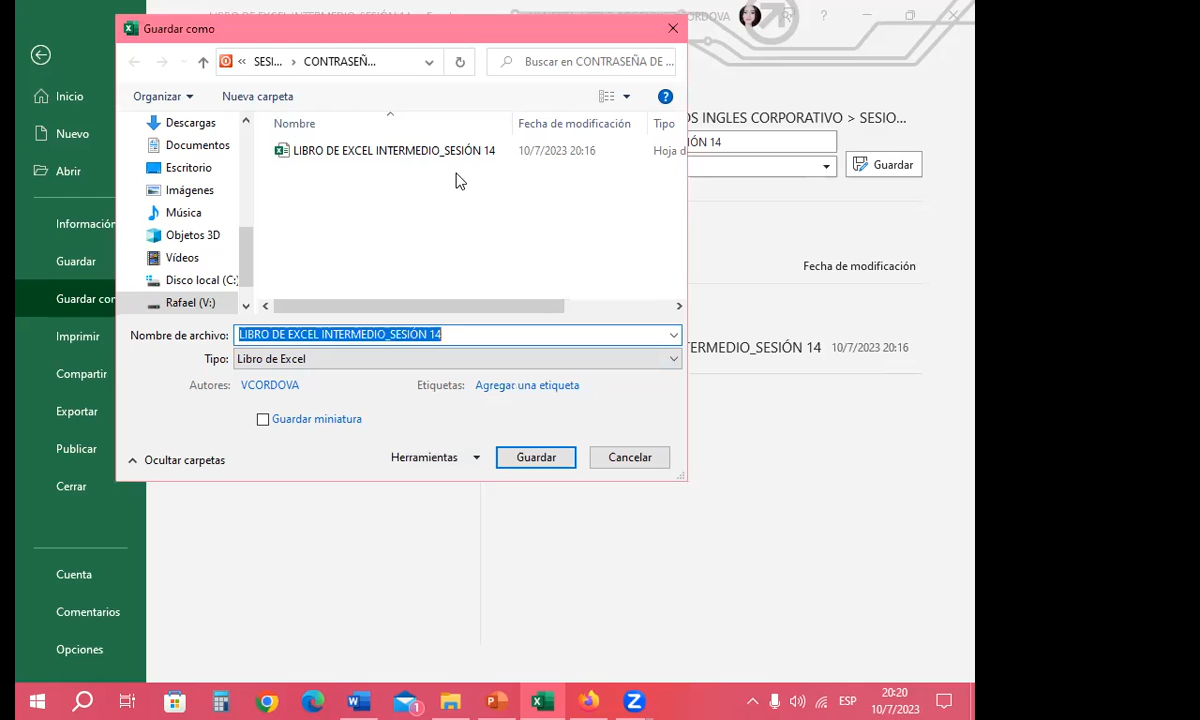 Guardar como
SESI... > CONTRASEÑ...
Buscar en CONTRASEÑA DE ...
Organizar
Nueva carpeta
Descargas
Documentos
Escritorio
Imágenes
Música
Objetos 3D
Vídeos
Disco local (C:)
Rafael (V:)
Nombre
Fecha de modificación
Tipo
LIBRO DE EXCEL INTERMEDIO_SESIÓN 14
10/7/2023 20:16
Hoja d
Nombre de archivo:
LIBRO DE EXCEL INTERMEDIO_SESIÓN 14
Tipo:
Libro de Excel
Autores:
VCORDOVA
Etiquetas:
Agregar una etiqueta
Guardar miniatura
Ocultar carpetas
Herramientas
Guardar
Cancelar
Inicio
Nuevo
Abrir
Información
Guardar
Guardar con
Imprimir
Compartir
Exportar
Publicar
Cerrar
Cuenta
Comentarios
Opciones
RDOVA
?
OS INGLES CORPORATIVO > SESIO...
ÓN 14
Guardar
Fecha de modificación
TERMEDIO_SESIÓN 14
10/7/2023 20:16
1
ESP
20:20
10/7/2023